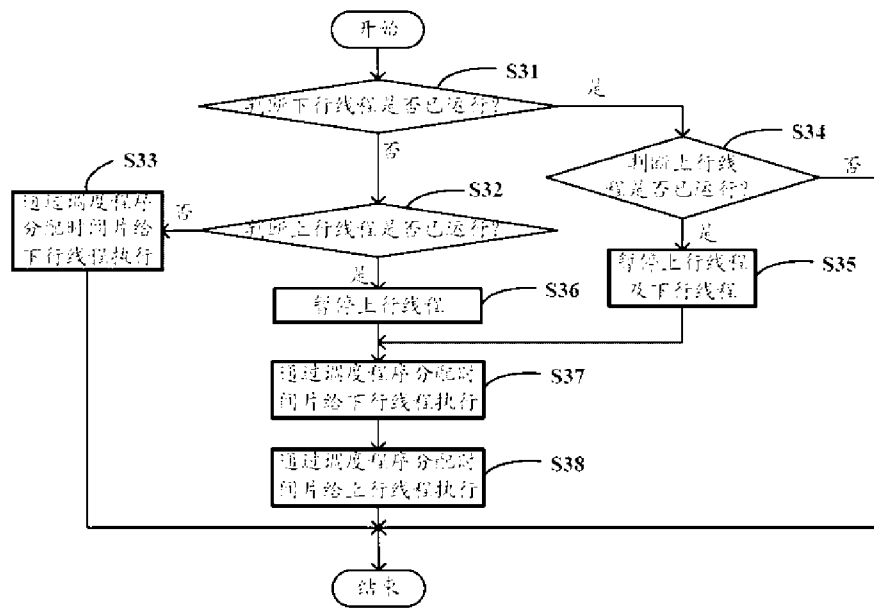 开始
S31
判断下行线程是否已运行?
是
S34
否
判断上行线
程是否已运行?
否
S33
S32
通过调度程序
分配时间片给
下行线程执行
否
判断上行线程是否已运行?
是
是
暂停上行线程
及下行线程
S35
暂停上行线程
S36
通过调度程序分配时
间片给下行线程执行
S37
通过调度程序分配时
间片给上行线程执行
S38
结束